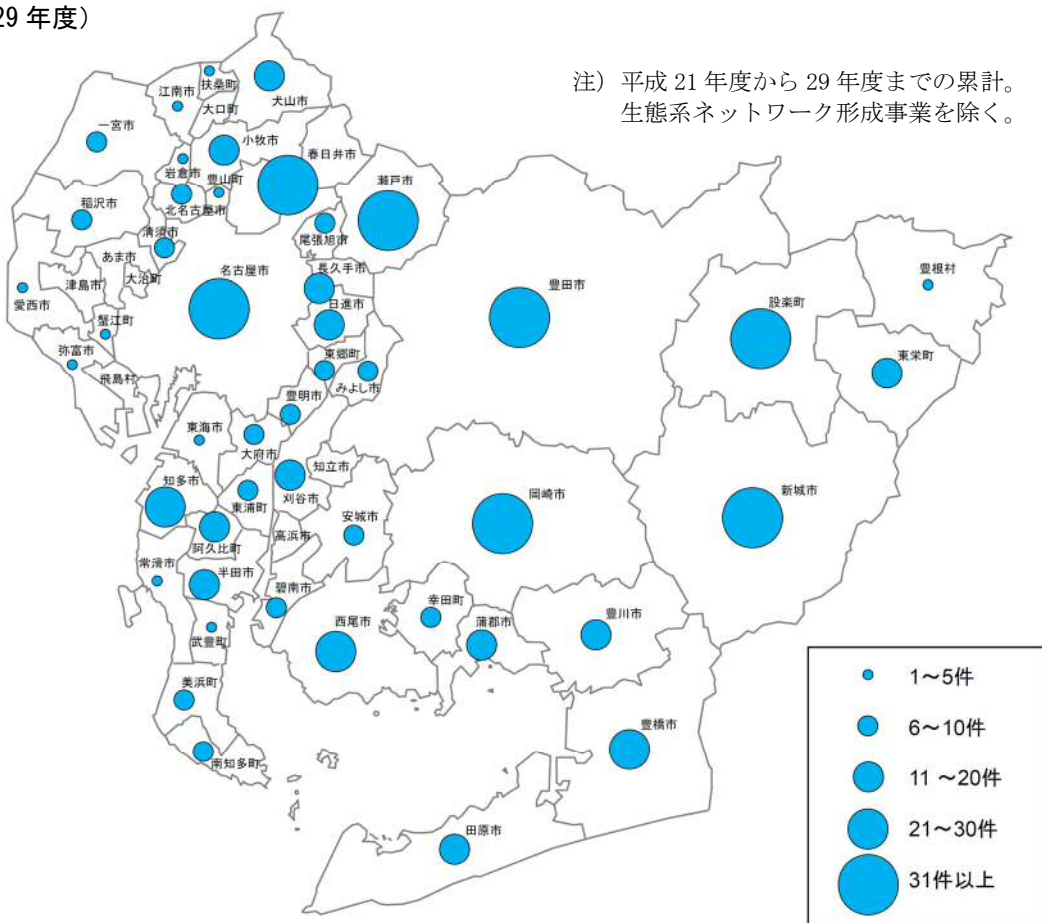 29 年度）
注）平成 21 年度から 29 年度までの累計。
生態系ネットワーク形成事業を除く。
扶桑町
江南市
犬山市
大口町
一宮市
小牧市
春日井市
岩倉市
豊山町
瀬戸市
北名古屋市
稲沢市
清須市
尾張旭市
あま市
長久手市
津島市
大治町
名古屋市
豊田市
豊根村
設楽町
愛西市
日進市
蟹江町
東栄町
弥富市
東郷町
飛島村
みよし市
豊明市
東海市
大府市
知立市
知多市
東浦町
刈谷市
岡崎市
新城市
安城市
高浜市
阿久比町
常滑市
半田市
碧南市
幸田町
豊川市
西尾市
蒲郡市
武豊町
美浜町
豊橋市
南知多町
田原市
1～5件
6～10件
11 ～20件
21～30件
31件以上